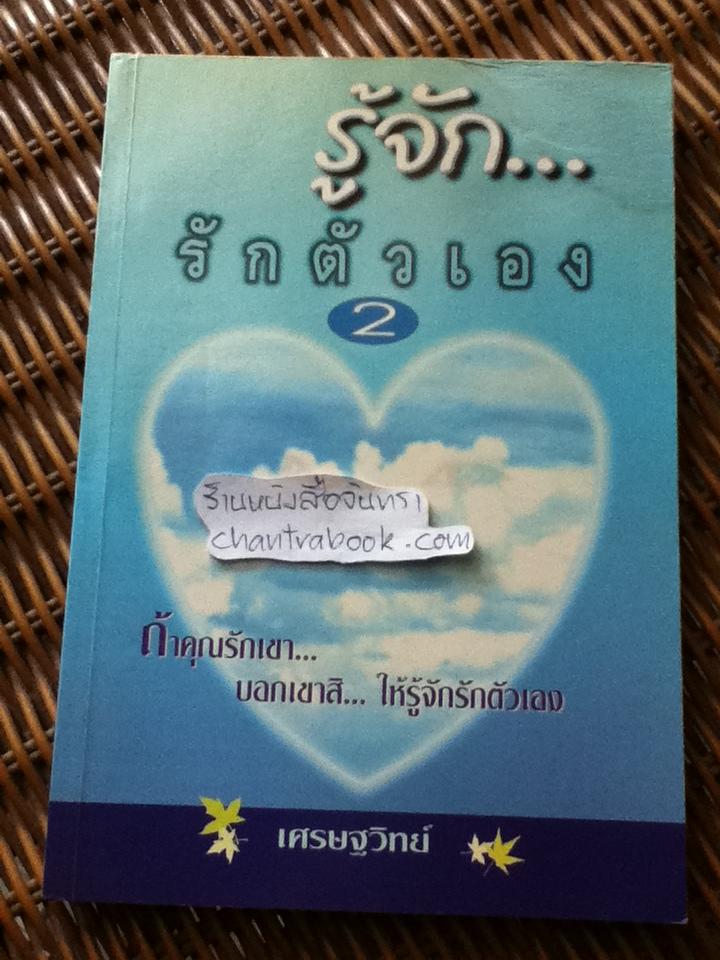 รู้จัก...
รักตัวเอง
2
ร้านหนังสือจันทรา
chantrabook.com
ถ้าคุณรักเขา...
บอกเขาสิ... ให้รู้จักรักตัวเอง
เศรษฐวิทย์